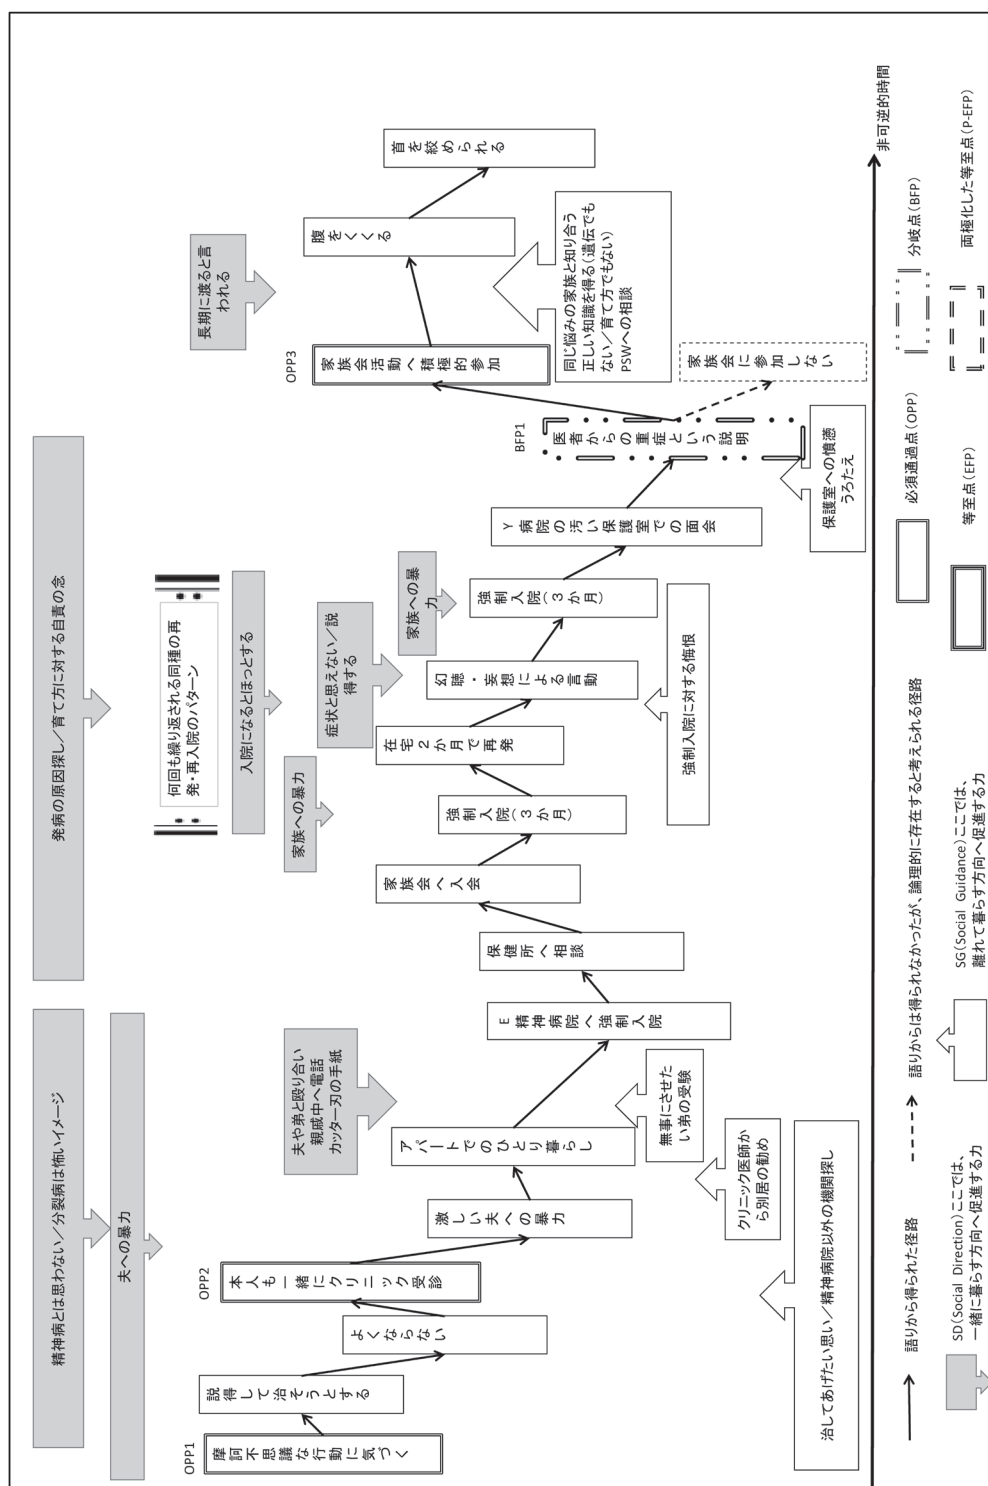 精神病とは思わない／分裂病は怖いイメージ
発病の原因探し／育て方に対する自責の念
夫への暴力
何回も繰り返される同種の再
発・再入院のパターン
入院になるとほっとする
OPP1
摩訶不思議な行動に気づく
説得して治そうとする
よくならない
OPP2
本人も一緒にクリニック受診
激しい夫への暴力
夫や弟と殴り合い
親戚中へ電話
カッター刃の手紙
アパートでのひとり暮らし
E精神病院へ強制入院
保健所へ相談
家族会へ入会
家族への暴力
強制入院(３か月)
在宅２か月で再発
症状と思えない／説
得する
幻聴・妄想による言動
家族への暴
力
強制入院(３か月)
Y病院の汚い保護室での面会
BFP1
医者からの重症という説明
OPP3
家族会活動へ積極的参加
家族会に参加しない
長期に渡ると言
われる
腹をくくる
首を絞められる
治してあげたい思い／精神病院以外の機関探し
クリニック医師か
ら別居の勧め
無事にさせた
い弟の受験
強制入院に対する悔恨
保護室への憤懣
うろたえ
同じ悩みの家族と知り合う
正しい知識を得る(遺伝でも
ない／育て方でもない)
PSWへの相談
非可逆的時間
語りから得られた径路
語りからは得られなかったが、論理的に存在すると考えられる径路
必須通過点(OPP)
分岐点(BFP)
SD(Social Direction)ここでは、
一緒に暮らす方向へ促進する力
SG(Social Guidance)ここでは、
離れて暮らす方向へ促進する力
等至点(EFP)
両極化した等至点(P-EFP)